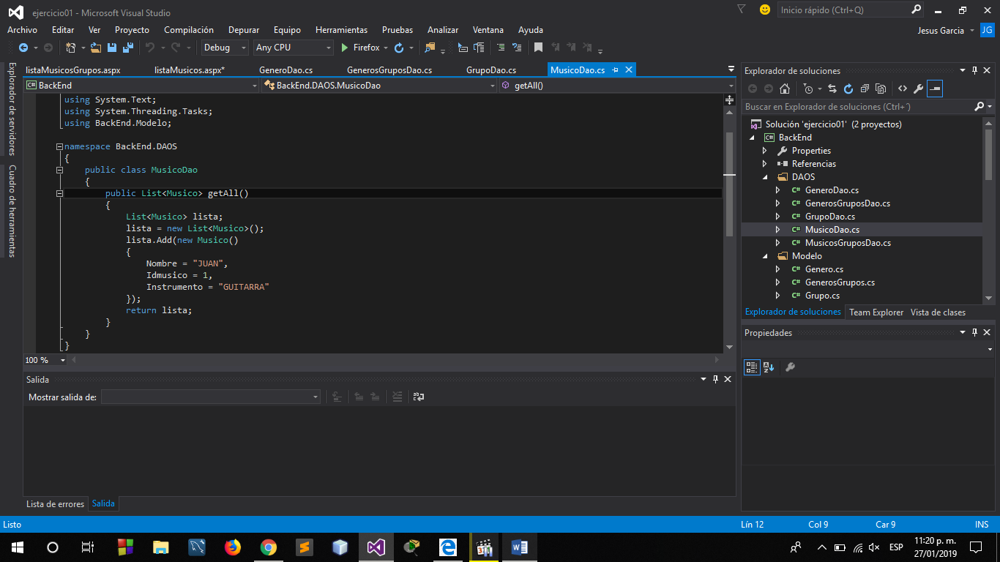 ejercicio01 - Microsoft Visual Studio
Inicio rápido (Ctrl+Q)
Archivo Editar Ver Proyecto Compilación Depurar Equipo Herramientas Pruebas Analizar Ventana Ayuda
Jesus Garcia JG
Debug Any CPU Firefox
listaMusicosGrupos.aspx listaMusicos.aspx* GeneroDao.cs GenerosGruposDao.cs GrupoDao.cs MusicoDao.cs
BackEnd BackEnd.DAOS.MusicoDao getAll()
Explorador de servidores
Cuadro de herramientas
using System.Text;
using System.Threading.Tasks;
using BackEnd.Modelo;
namespace BackEnd.DAOS
{
public class MusicoDao
{
public List<Musico> getAll()
{
List<Musico> lista;
lista = new List<Musico>();
lista.Add(new Musico()
{
Nombre = "JUAN",
Idmusico = 1,
Instrumento = "GUITARRA"
});
return lista;
}
}
}
100 %
Salida
Mostrar salida de:
Lista de errores Salida
Explorador de soluciones
Buscar en Explorador de soluciones (Ctrl+´)
Solución 'ejercicio01' (2 proyectos)
C# BackEnd
Properties
Referencias
DAOS
C# GeneroDao.cs
C# GenerosGruposDao.cs
C# GrupoDao.cs
C# MusicoDao.cs
C# MusicosGruposDao.cs
Modelo
C# Genero.cs
C# GenerosGrupos.cs
C# Grupo.cs
Explorador de soluciones Team Explorer Vista de clases
Propiedades
Listo Lín 12 Col 9 Car 9 INS
ESP 11:20 p. m.
27/01/2019